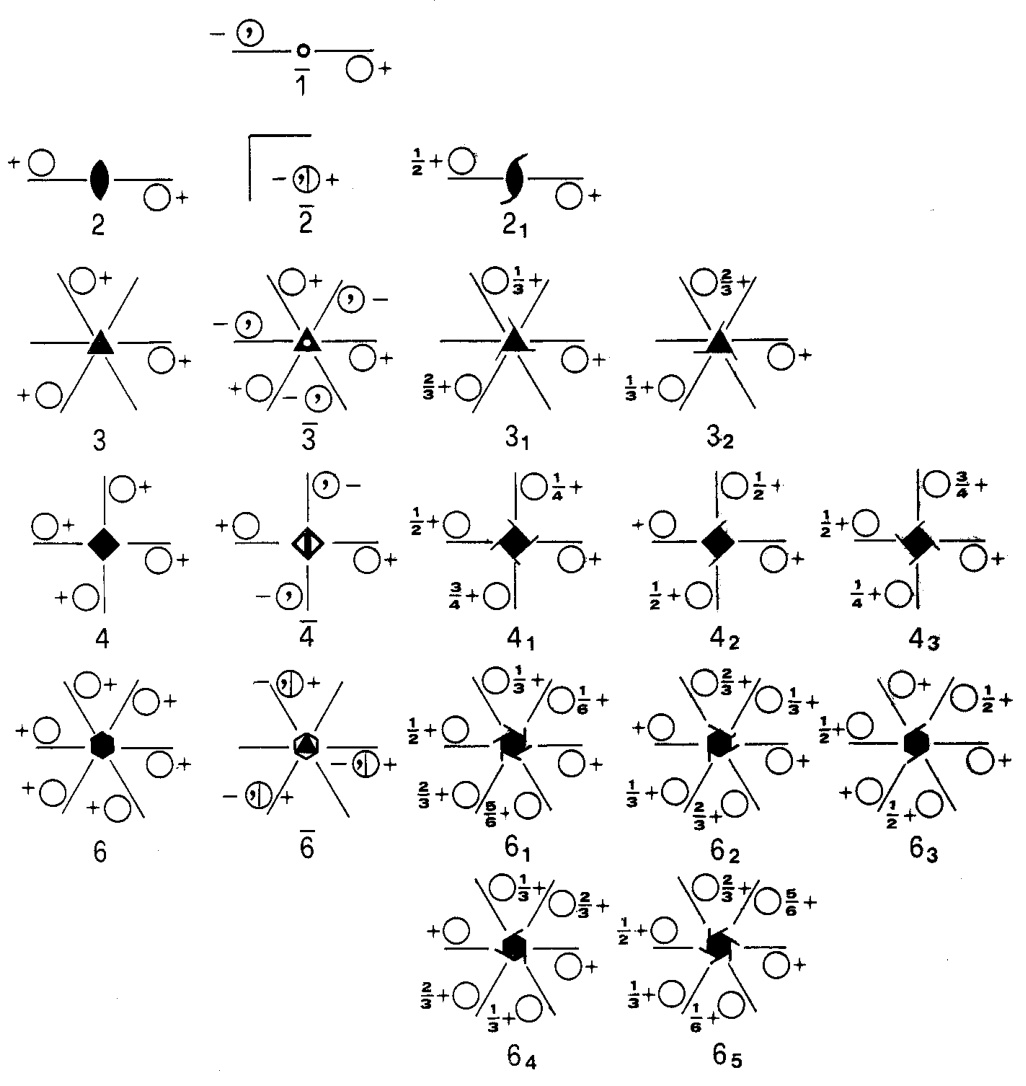 - , +
1̅
+ +
- , +
½+ +
2 2̅ 2₁
+ + - ⅓+ ⅔+
- ,
+ + + +
+ + ⅔+ ⅓+
- ,
3 3̅ 3₁ 3₂
+ , - ¼+ ½+ ¾+
+ + ½+ + ½+
+ + + + +
+ - , ¾+ ½+ ¼+
4 4̅ 4₁ 4₂ 4₃
+ - , + ⅓+ ⅔+ +
+ ⅙+ ⅓+ ½+
+ ½+ + ½+
+ - , + + + +
+ - , + ⅔+ ⅓+ +
+ ⅚+ ⅔+ ½+
6 6̅ 6₁ 6₂ 6₃
⅓+ ⅔+ ⅔+ ⅚+
+ ½+
+ +
⅔+ ⅓+
⅓+ ⅙+
6₄ 6₅